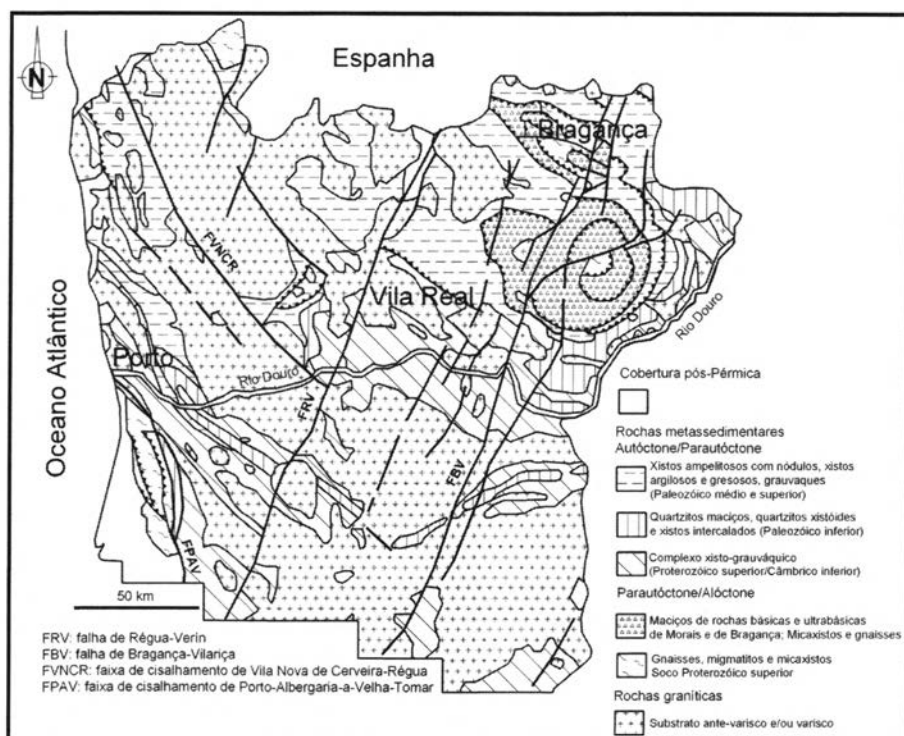 N
Espanha
Bragança
FVNCR
Vila Real
Oceano Atlântico
Porto
Rio Douro
Rio Douro
FRV
FBV
FPAV
50 km
FRV: falha de Régua-Verin
FBV: falha de Bragança-Vilariça
FVNCR: faixa de cisalhamento de Vila Nova de Cerveira-Régua
FPAV: faixa de cisalhamento de Porto-Albergaria-a-Velha-Tomar
Cobertura pós-Pérmica
Rochas metassedimentares
Autóctone/Parautóctone
Xistos ampelitosos com nódulos, xistos
argilosos e gresosos, grauvaques
(Paleozóico médio e superior)
Quartzitos maciços, quartzitos xistóides
e xistos intercalados (Paleozóico inferior)
Complexo xisto-grauváquico
(Proterozóico superior/Câmbrico inferior)
Parautóctone/Alóctone
Maciços de rochas básicas e ultrabásicas
de Morais e de Bragança; Micaxistos e gnaisses
Gnaisses, migmatitos e micaxistos
Soco Proterozóico superior
Rochas graníticas
Substrato ante-varisco e/ou varisco